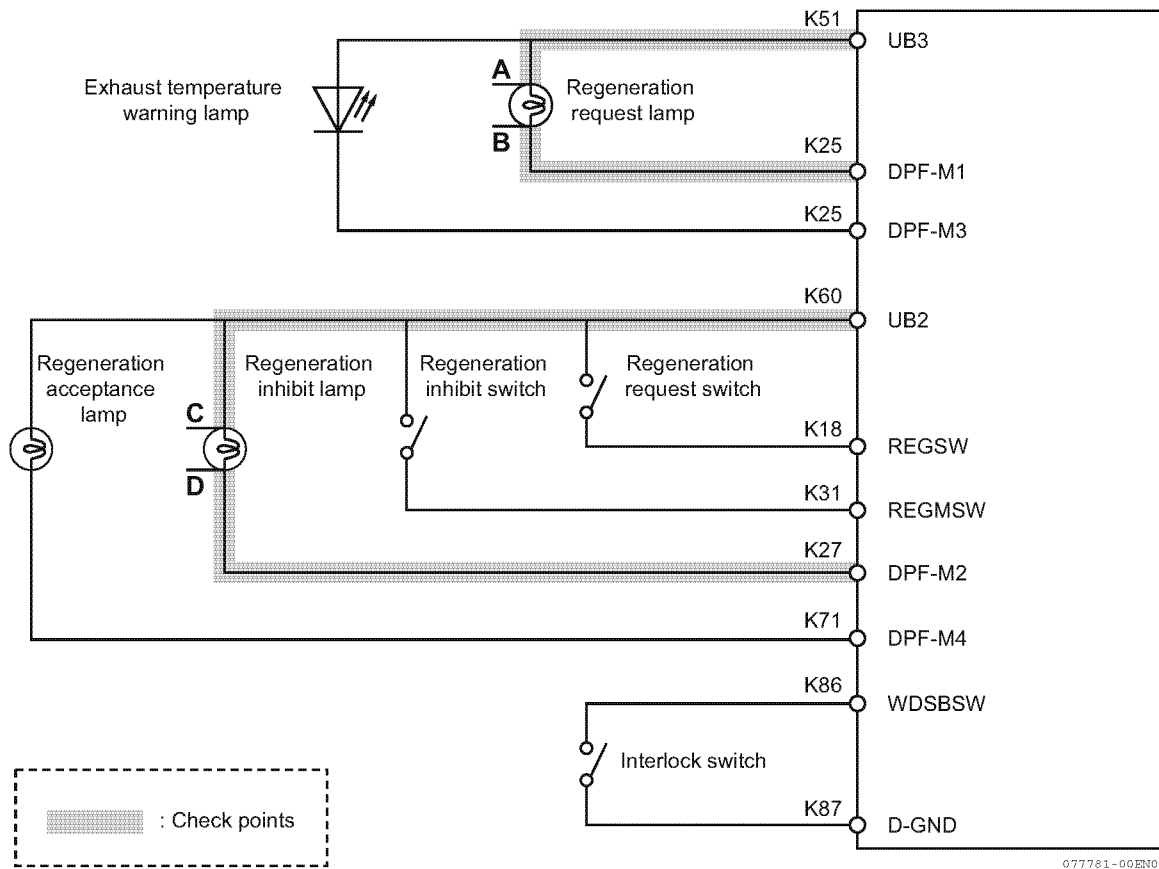 K51
UB3
A
Exhaust temperature
warning lamp
Regeneration
request lamp
B
K25
DPF-M1
K25
DPF-M3
K60
UB2
Regeneration
acceptance
lamp
Regeneration
inhibit lamp
Regeneration
inhibit switch
Regeneration
request switch
C
D
K18
REGSW
K31
REGMSW
K27
DPF-M2
K71
DPF-M4
K86
WDSBSW
Interlock switch
K87
D-GND
: Check points
077781-00EN0